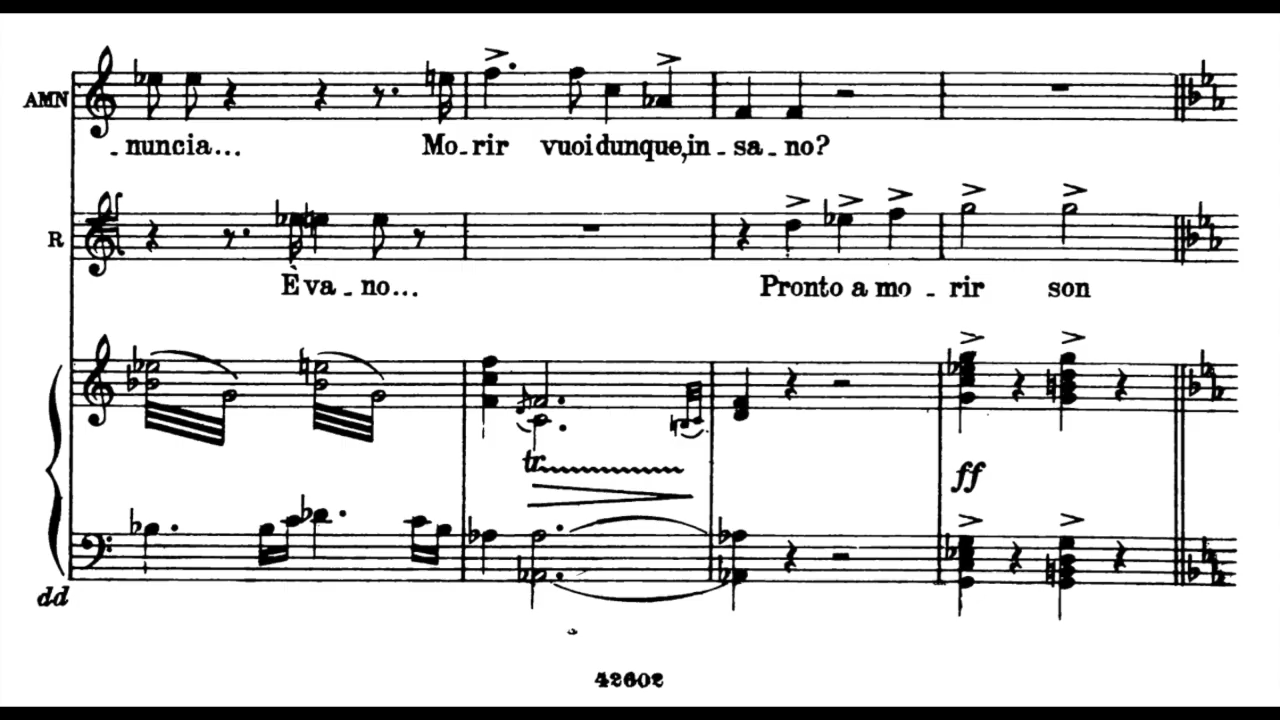 AMN
- nuncia... Mo-rir vuoi dunque, in-sa-no?
R
È va-no... Pronto a mo-rir son
tr
ff
dd
42602